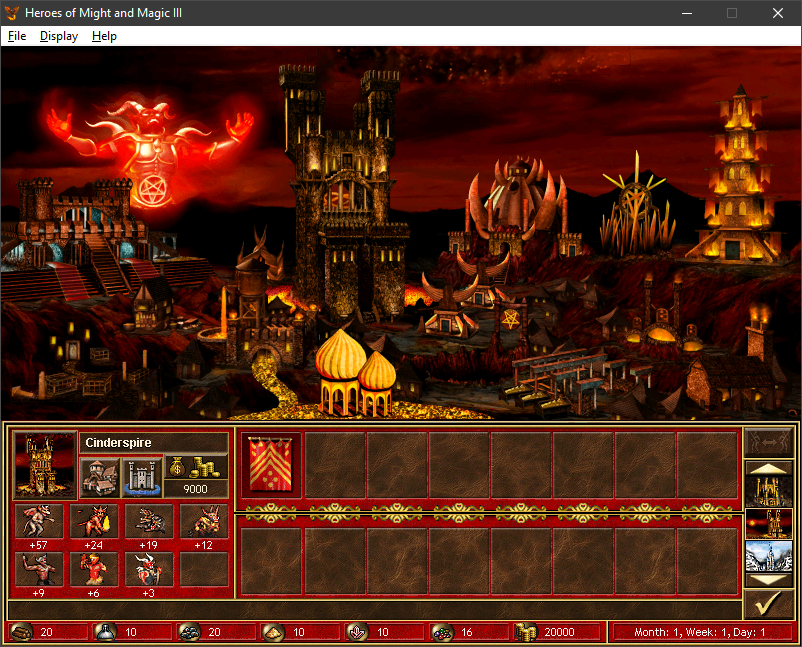 Heroes of Might and Magic III
File Display Help
Cinderspire
9000
+57 +24 +19 +12
+9 +6 +3
20 10 20 10 10 16 20000 Month: 1, Week: 1, Day: 1